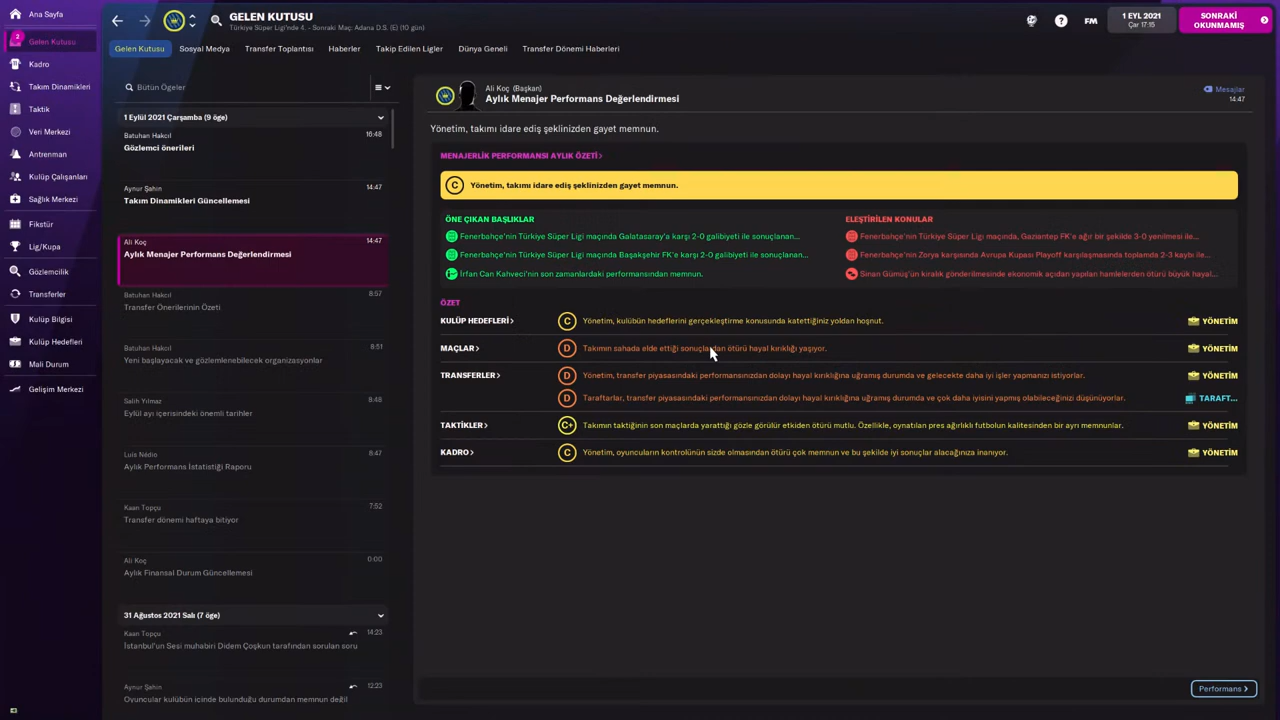 Ana Sayfa
2
Gelen Kutusu
Kadro
Takım Dinamikleri
Taktik
Veri Merkezi
Antrenman
Kulüp Çalışanları
Sağlık Merkezi
Fikstür
Lig/Kupa
Gözlemcilik
Transferler
Kulüp Bilgisi
Kulüp Hedefleri
Mali Durum
Gelişim Merkezi
GELEN KUTUSU
Türkiye Süper Ligi'nde 4. - Sonraki Maç: Adana D.S. (E) (10 gün)
FM
1 EYL 2021
Çar 17:15
SONRAKİ
OKUNMAMIŞ
Gelen Kutusu
Sosyal Medya
Transfer Toplantısı
Haberler
Takip Edilen Ligler
Dünya Geneli
Transfer Dönemi Haberleri
Bütün Ögeler
1 Eylül 2021 Çarşamba (9 öge)
Batuhan Hakcıl 16:48
Gözlemci önerileri
Aynur Şahin 14:47
Takım Dinamikleri Güncellemesi
Ali Koç 14:47
Aylık Menajer Performans Değerlendirmesi
Batuhan Hakcıl 8:57
Transfer Önerilerinin Özeti
Batuhan Hakcıl 8:51
Yeni başlayacak ve gözlemlenebilecek organizasyonlar
Salih Yılmaz 8:48
Eylül ayı içerisindeki önemli tarihler
Luis Nédio 8:47
Aylık Performans İstatistiği Raporu
Kaan Topçu 7:52
Transfer dönemi haftaya bitiyor
Ali Koç 0:00
Aylık Finansal Durum Güncellemesi
31 Ağustos 2021 Salı (7 öge)
Kaan Topçu 14:23
İstanbul'un Sesi muhabiri Didem Çoşkun tarafından sorulan soru
Aynur Şahin 12:23
Oyuncular kulübün içinde bulunduğu durumdan memnun değil
Ali Koç (Başkan)
Aylık Menajer Performans Değerlendirmesi
Mesajlar
14:47
Yönetim, takımı idare ediş şeklinizden gayet memnun.
MENAJERLİK PERFORMANSI AYLIK ÖZETİ>
C Yönetim, takımı idare ediş şeklinizden gayet memnun.
ÖNE ÇIKAN BAŞLIKLAR
Fenerbahçe'nin Türkiye Süper Ligi maçında Galatasaray'a karşı 2-0 galibiyeti ile sonuçlanan...
Fenerbahçe'nin Türkiye Süper Ligi maçında Başakşehir FK'e karşı 2-0 galibiyeti ile sonuçlanan...
İrfan Can Kahveci'nin son zamanlardaki performansından memnun.
ELEŞTİRİLEN KONULAR
Fenerbahçe'nin Türkiye Süper Ligi maçında, Gaziantep FK'e ağır bir şekilde 3-0 yenilmesi ile...
Fenerbahçe'nin Zorya karşısında Avrupa Kupası Playoff karşılaşmasında toplamda 2-3 kaybı ile...
Sinan Gümüş'ün kiralık gönderilmesinde ekonomik açıdan yapılan hamlelerden ötürü büyük hayal...
ÖZET
KULÜP HEDEFLERİ> C Yönetim, kulübün hedeflerini gerçekleştirme konusunda katettiğiniz yoldan hoşnut. YÖNETİM
MAÇLAR> D Takımın sahada elde ettiği sonuçlardan ötürü hayal kırıklığı yaşıyor. YÖNETİM
TRANSFERLER> D Yönetim, transfer piyasasındaki performansınızdan dolayı hayal kırıklığına uğramış durumda ve gelecekte daha iyi işler yapmanızı istiyorlar. YÖNETİM
D Taraftarlar, transfer piyasasındaki performansınızdan dolayı hayal kırıklığına uğramış durumda ve çok daha iyisini yapmış olabileceğinizi düşünüyorlar. TARAFT...
TAKTİKLER> C+ Takımın taktiğinin son maçlarda yarattığı gözle görülür etkiden ötürü mutlu. Özellikle, oynatılan pres ağırlıklı futbolun kalitesinden bir ayrı memnunlar. YÖNETİM
KADRO> C Yönetim, oyuncuların kontrolünün sizde olmasından ötürü çok memnun ve bu şekilde iyi sonuçlar alacağınıza inanıyor. YÖNETİM
Performans >